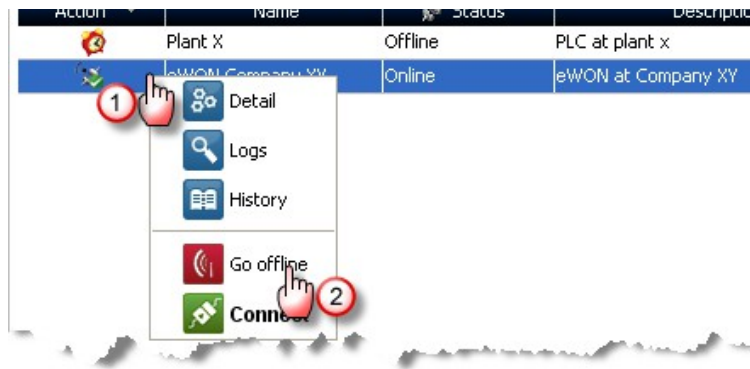 Action Name Status Descriptio
Plant X Offline PLC at plant x
eWON Company XY Online eWON at Company XY
1
Detail
Logs
History
Go offline
2
Connect